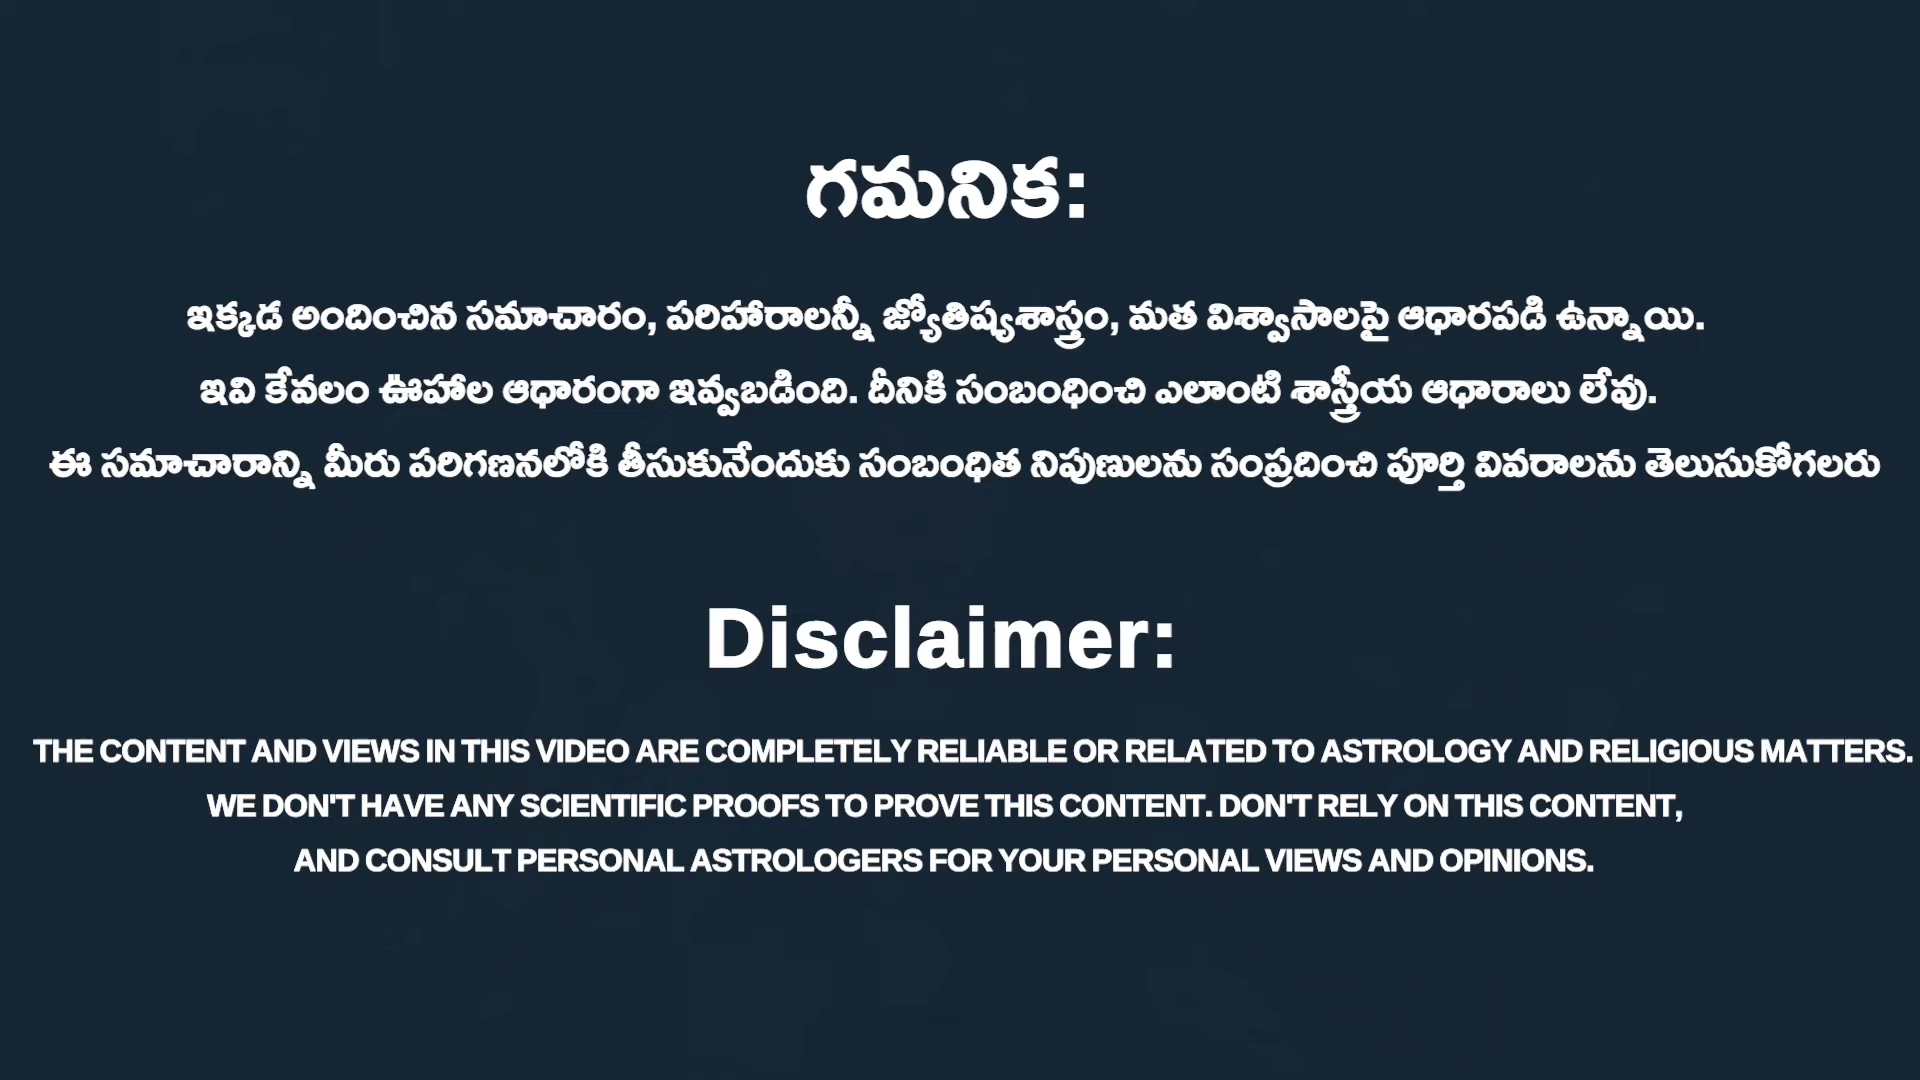 గమనిక:
ఇక్కడ అందించిన సమాచారం, పరిహారాలన్నీ జ్యోతిష్యశాస్త్రం, మత విశ్వాసాలపై ఆధారపడి ఉన్నాయి.
ఇవి కేవలం ఊహాల ఆధారంగా ఇవ్వబడింది. దీనికి సంబంధించి ఎలాంటి శాస్త్రీయ ఆధారాలు లేవు.
ఈ సమాచారాన్ని మీరు పరిగణనలోకి తీసుకునేందుకు సంబంధిత నిపుణులను సంప్రదించి పూర్తి వివరాలను తెలుసుకోగలరు
Disclaimer:
THE CONTENT AND VIEWS IN THIS VIDEO ARE COMPLETELY RELIABLE OR RELATED TO ASTROLOGY AND RELIGIOUS MATTERS.
WE DON'T HAVE ANY SCIENTIFIC PROOFS TO PROVE THIS CONTENT. DON'T RELY ON THIS CONTENT,
AND CONSULT PERSONAL ASTROLOGERS FOR YOUR PERSONAL VIEWS AND OPINIONS.